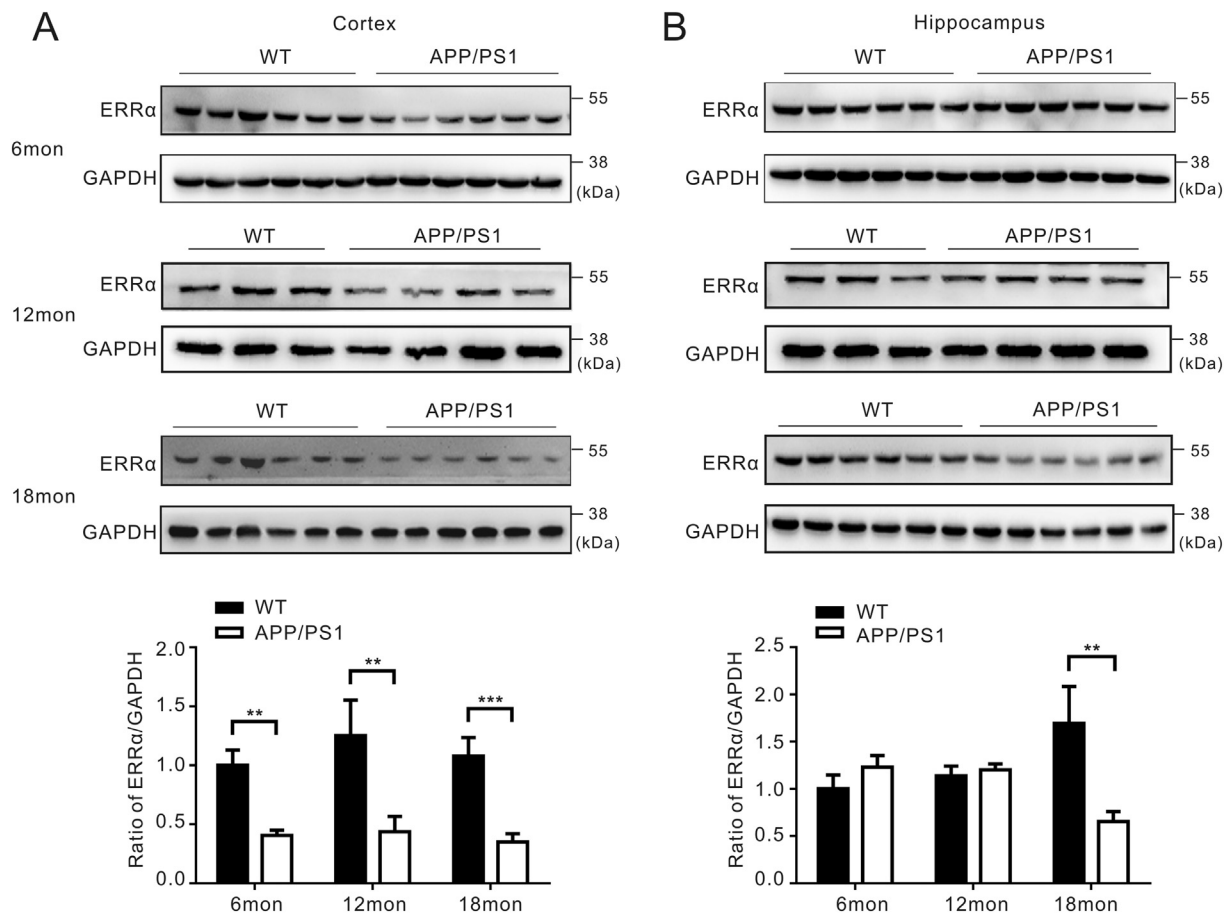 A
Cortex
WT APP/PS1
ERRα
55
6mon
GAPDH
38
(kDa)
WT APP/PS1
ERRα
55
12mon
GAPDH
38
(kDa)
WT APP/PS1
ERRα
55
18mon
GAPDH
38
(kDa)
WT
APP/PS1
Ratio of ERRα/GAPDH
2.0
1.5
1.0
0.5
0.0
**
**
***
6mon 12mon 18mon
B
Hippocampus
WT APP/PS1
ERRα
55
GAPDH
38
(kDa)
WT APP/PS1
ERRα
55
GAPDH
38
(kDa)
WT APP/PS1
ERRα
55
GAPDH
38
(kDa)
WT
APP/PS1
Ratio of ERRα/GAPDH
2.5
2.0
1.5
1.0
0.5
0.0
**
6mon 12mon 18mon